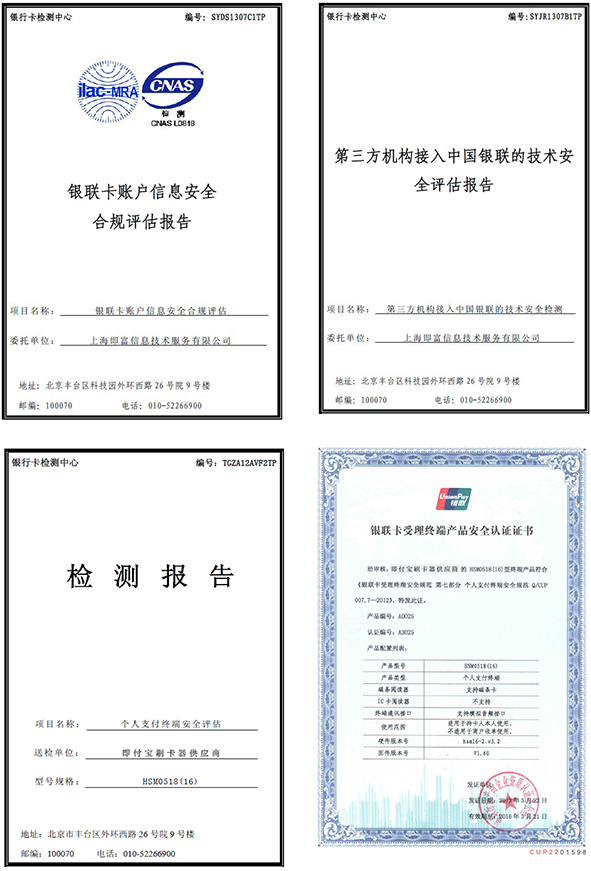 银行卡检测中心 编号: SYDS1307C1TP
ilac-MRA
CNAS
检 测
CNAS L0818
银联卡账户信息安全
合规评估报告
项目名称: 银联卡账户信息安全合规评估
委托单位: 上海即富信息技术服务有限公司
地址: 北京丰台区科技园外环西路 26 号院 9 号楼
邮编: 100070 电话: 010-52266900
银行卡检测中心 编号:SYJR1307B1TP
第三方机构接入中国银联的技术安
全评估报告
项目名称: 第三方机构接入中国银联的技术安全检测
委托单位: 上海即富信息技术服务有限公司
地址: 北京丰台区科技园外环西路 26 号院 9 号楼
邮编: 100070 电话: 010-52266900
银行卡检测中心 编号: TGZA12AVF2TP
检 测 报 告
项目名称: 个人支付终端安全评估
送检单位: 即付宝刷卡器供应商
型号规格: HSM0518(16)
地址: 北京市丰台区外环西路 26 号院 9 号楼
邮编: 100070 电话: 010-52266900
UnionPay
银联
银联卡受理终端产品安全认证证书
经审核, 即付宝刷卡器供应商 的 HSM0518(16)型终端产品符合
《银联卡受理终端安全规范 第七部分 个人支付终端安全规范 Q/CUP
007.7—2012》, 特发此证。
产品编号: A0025
认证编号: A3025
产品配置列表:
产品型号 HSM0518(16)
产品类型 个人支付终端
磁条阅读器 支持磁条卡
IC 卡阅读器 不支持
终端通讯接口 支持模拟音频接口
使用范围 适用于持卡人本人使用,
不适用于商户收单使用.
硬件版本号 hsm16-2.v3.2
固件版本号 V1.60
发证单位:
发证日期: 年 3月 22 日
有效期至: 2016 年 3月 21 日
CUP2201598